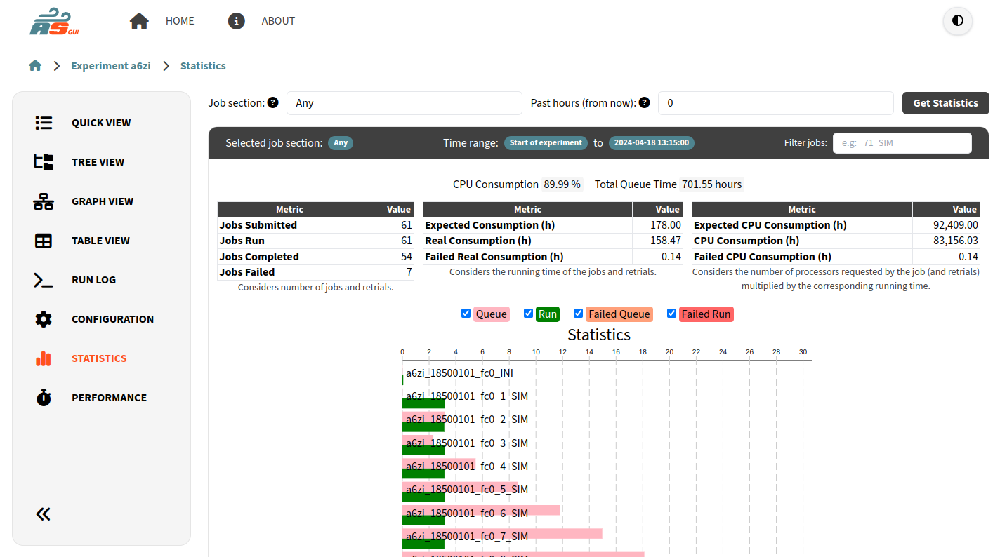 AS GUI
HOME
ABOUT
Experiment a6zi
Statistics
QUICK VIEW
TREE VIEW
GRAPH VIEW
TABLE VIEW
RUN LOG
CONFIGURATION
STATISTICS
PERFORMANCE
Job section: ? Any Past hours (from now): ? 0 Get Statistics
Selected job section: Any Time range: Start of experiment to 2024-04-18 13:15:00 Filter jobs: e.g: _71_SIM
CPU Consumption 89.99 % Total Queue Time 701.55 hours
Metric Value
Jobs Submitted 61
Jobs Run 61
Jobs Completed 54
Jobs Failed 7
Considers number of jobs and retrials.
Metric Value
Expected Consumption (h) 178.00
Real Consumption (h) 158.47
Failed Real Consumption (h) 0.14
Considers the running time of the jobs and retrials.
Metric Value
Expected CPU Consumption (h) 92,409.00
CPU Consumption (h) 83,156.03
Failed CPU Consumption (h) 0.14
Considers the number of processors requested by the job (and retrials)
multiplied by the corresponding running time.
Queue Run Failed Queue Failed Run
Statistics
0 2 4 6 8 10 12 14 16 18 20 22 24 26 28 30
a6zi_18500101_fc0_INI
a6zi_18500101_fc0_1_SIM
a6zi_18500101_fc0_2_SIM
a6zi_18500101_fc0_3_SIM
a6zi_18500101_fc0_4_SIM
a6zi_18500101_fc0_5_SIM
a6zi_18500101_fc0_6_SIM
a6zi_18500101_fc0_7_SIM